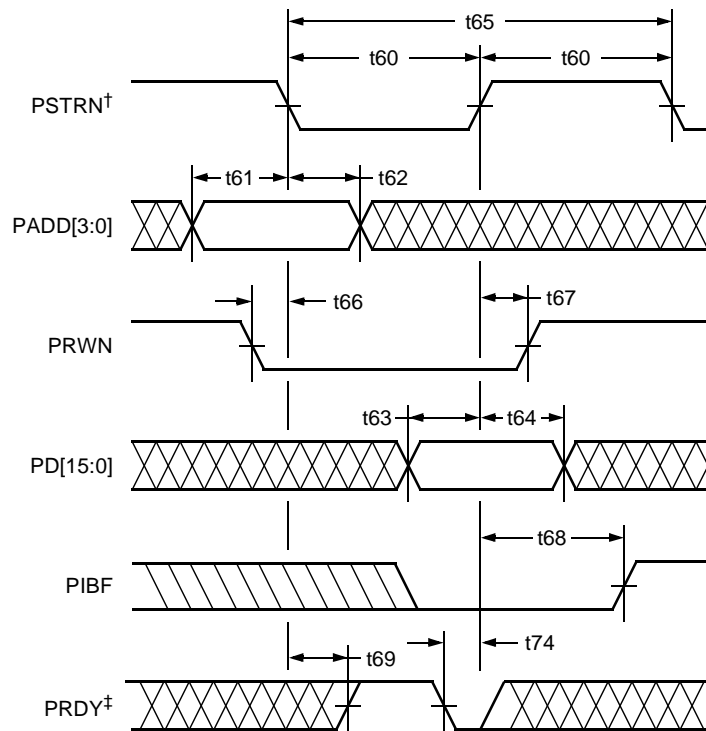 t65
t60 t60
PSTRN†
t61 t62
PADD[3:0]
t66 t67
PRWN
t63 t64
PD[15:0]
t68
PIBF
t69 t74
PRDY‡